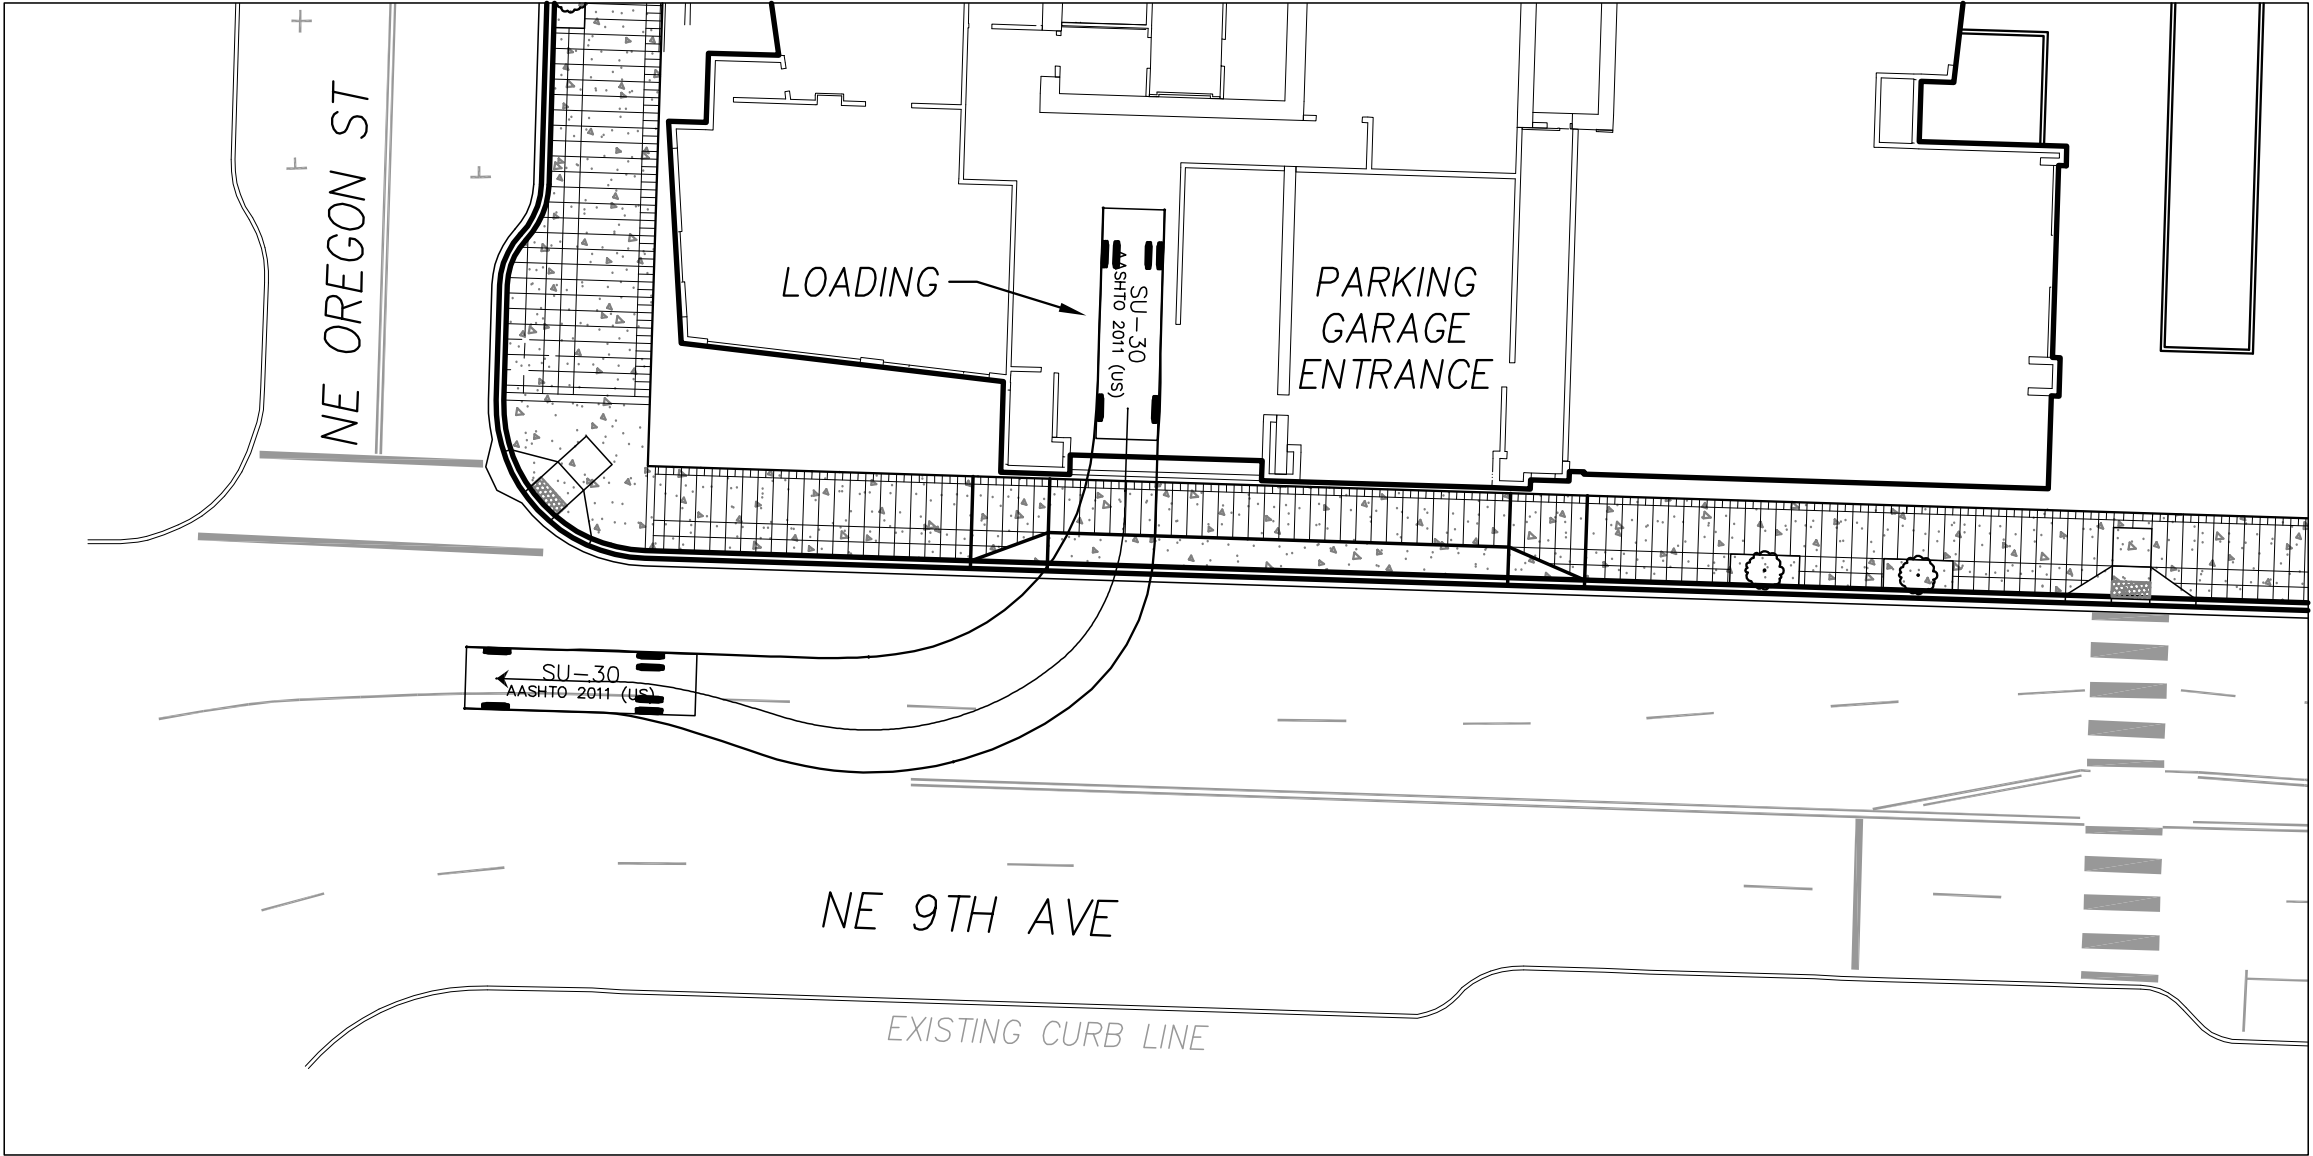 NE OREGON ST
LOADING
SU-30
AASHTO 2011 (US)
PARKING
GARAGE
ENTRANCE
SU-30
AASHTO 2011 (US)
NE 9TH AVE
EXISTING CURB LINE